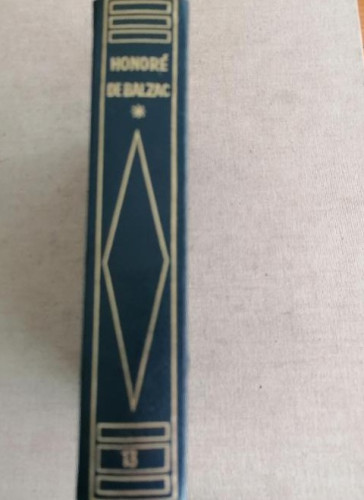 HONORÉ
DE BALZAC
*
13